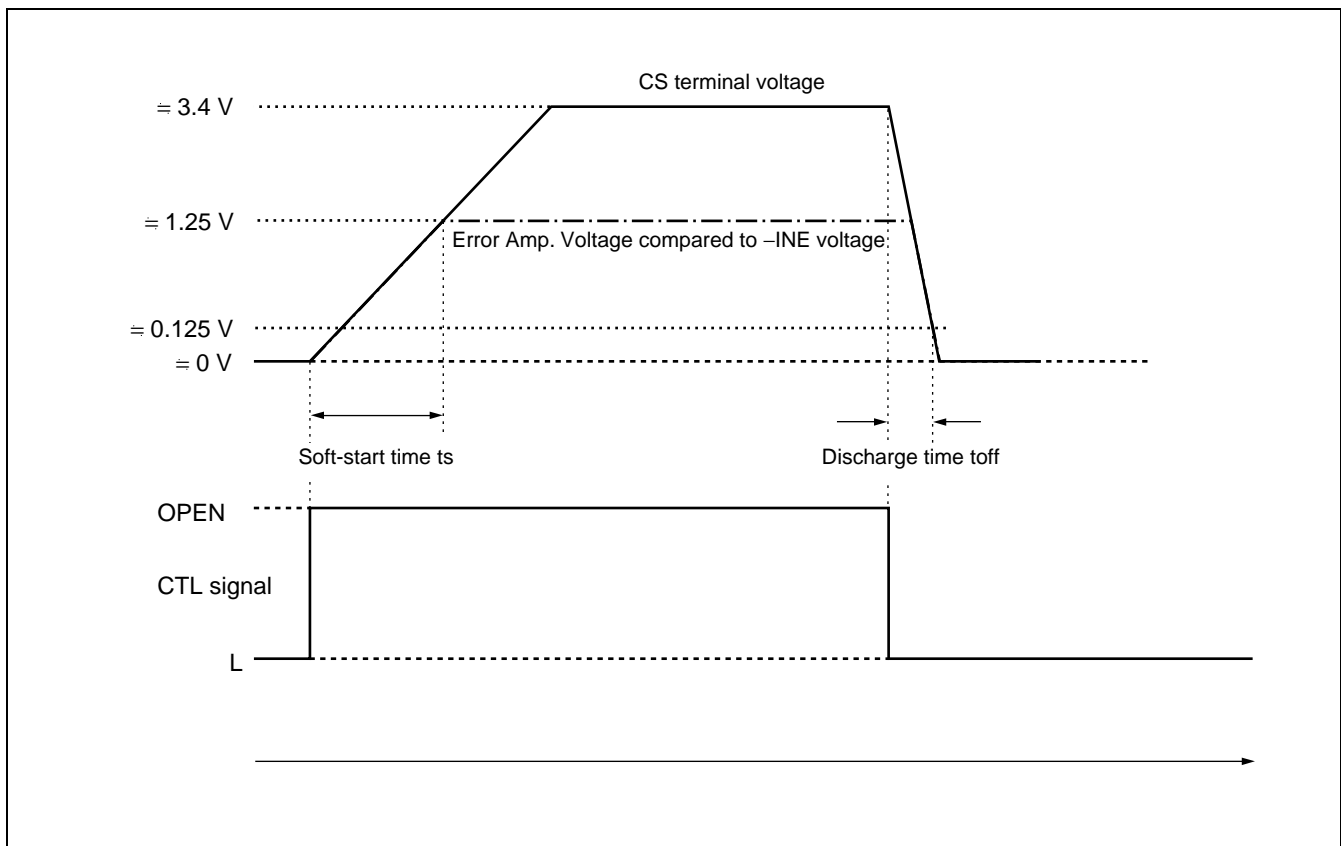 CS terminal voltage
≒ 3.4 V
≒ 1.25 V
Error Amp. Voltage compared to −INE voltage
≒ 0.125 V
≒ 0 V
Soft-start time ts
Discharge time toff
OPEN
CTL signal
L